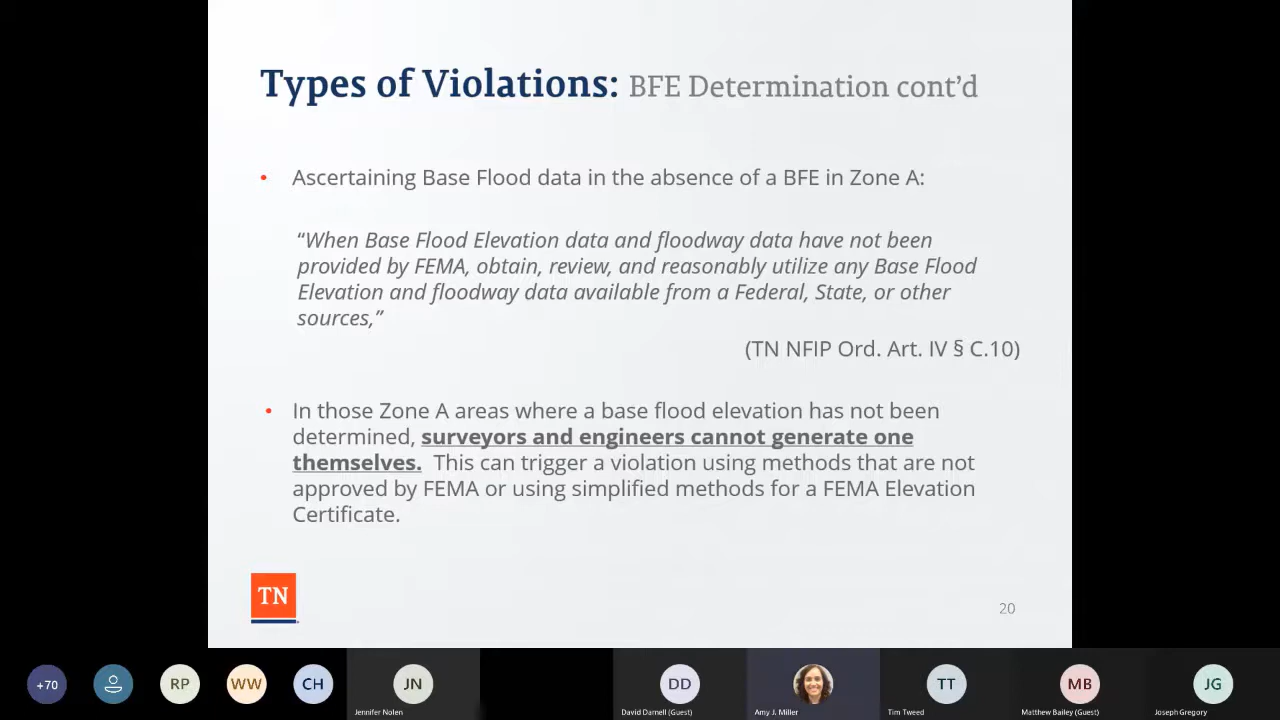 Types of Violations: BFE Determination cont’d
• Ascertaining Base Flood data in the absence of a BFE in Zone A:
“When Base Flood Elevation data and floodway data have not been
provided by FEMA, obtain, review, and reasonably utilize any Base Flood
Elevation and floodway data available from a Federal, State, or other
sources,”
(TN NFIP Ord. Art. IV § C.10)
• In those Zone A areas where a base flood elevation has not been
determined, surveyors and engineers cannot generate one
themselves. This can trigger a violation using methods that are not
approved by FEMA or using simplified methods for a FEMA Elevation
Certificate.
TN
20
+70 RP WW CH JN DD TT MB JG
Jennifer Nolen David Darnell (Guest) Amy J. Miller Tim Tweed Matthew Bailey (Guest) Joseph Gregory